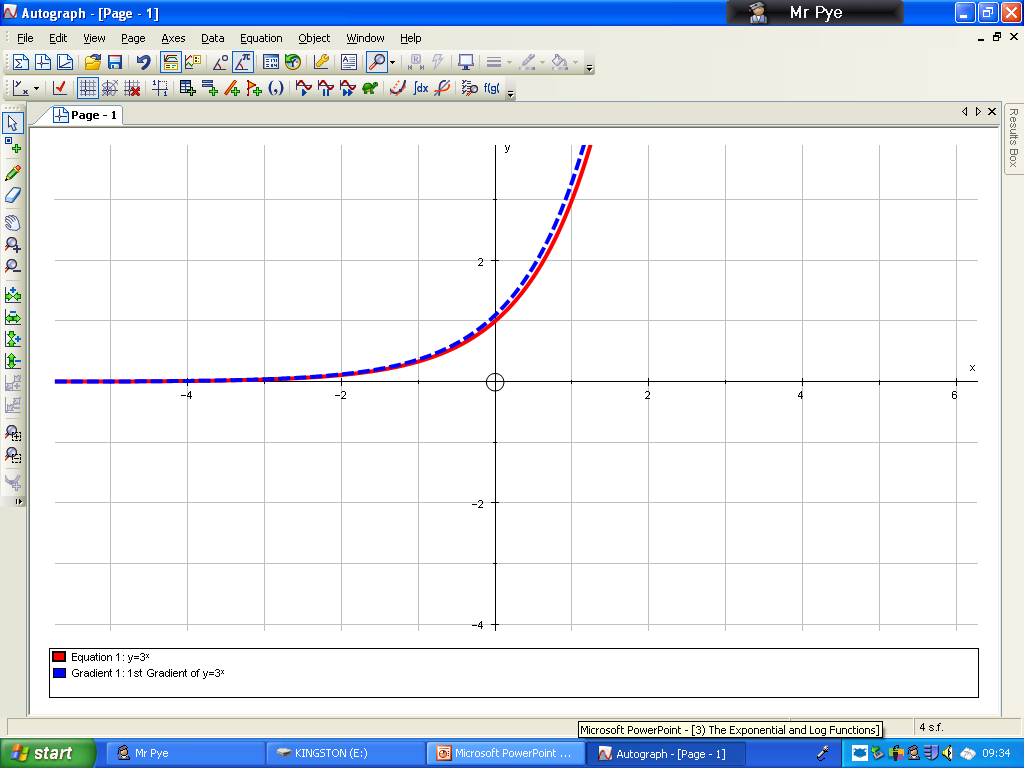 Autograph - [Page - 1]
Mr Pye
File Edit View Page Axes Data Equation Object Window Help
∫dx f(g(
Page - 1
Results Box
y
2
x
-4 -2 2 4 6
-2
-4
Equation 1: y=3ˣ
Gradient 1: 1st Gradient of y=3ˣ
Microsoft PowerPoint - [3) The Exponential and Log Functions]
4 s.f.
start
Mr Pye
KINGSTON (E:)
Microsoft PowerPoint ...
Autograph - [Page - 1]
09:34